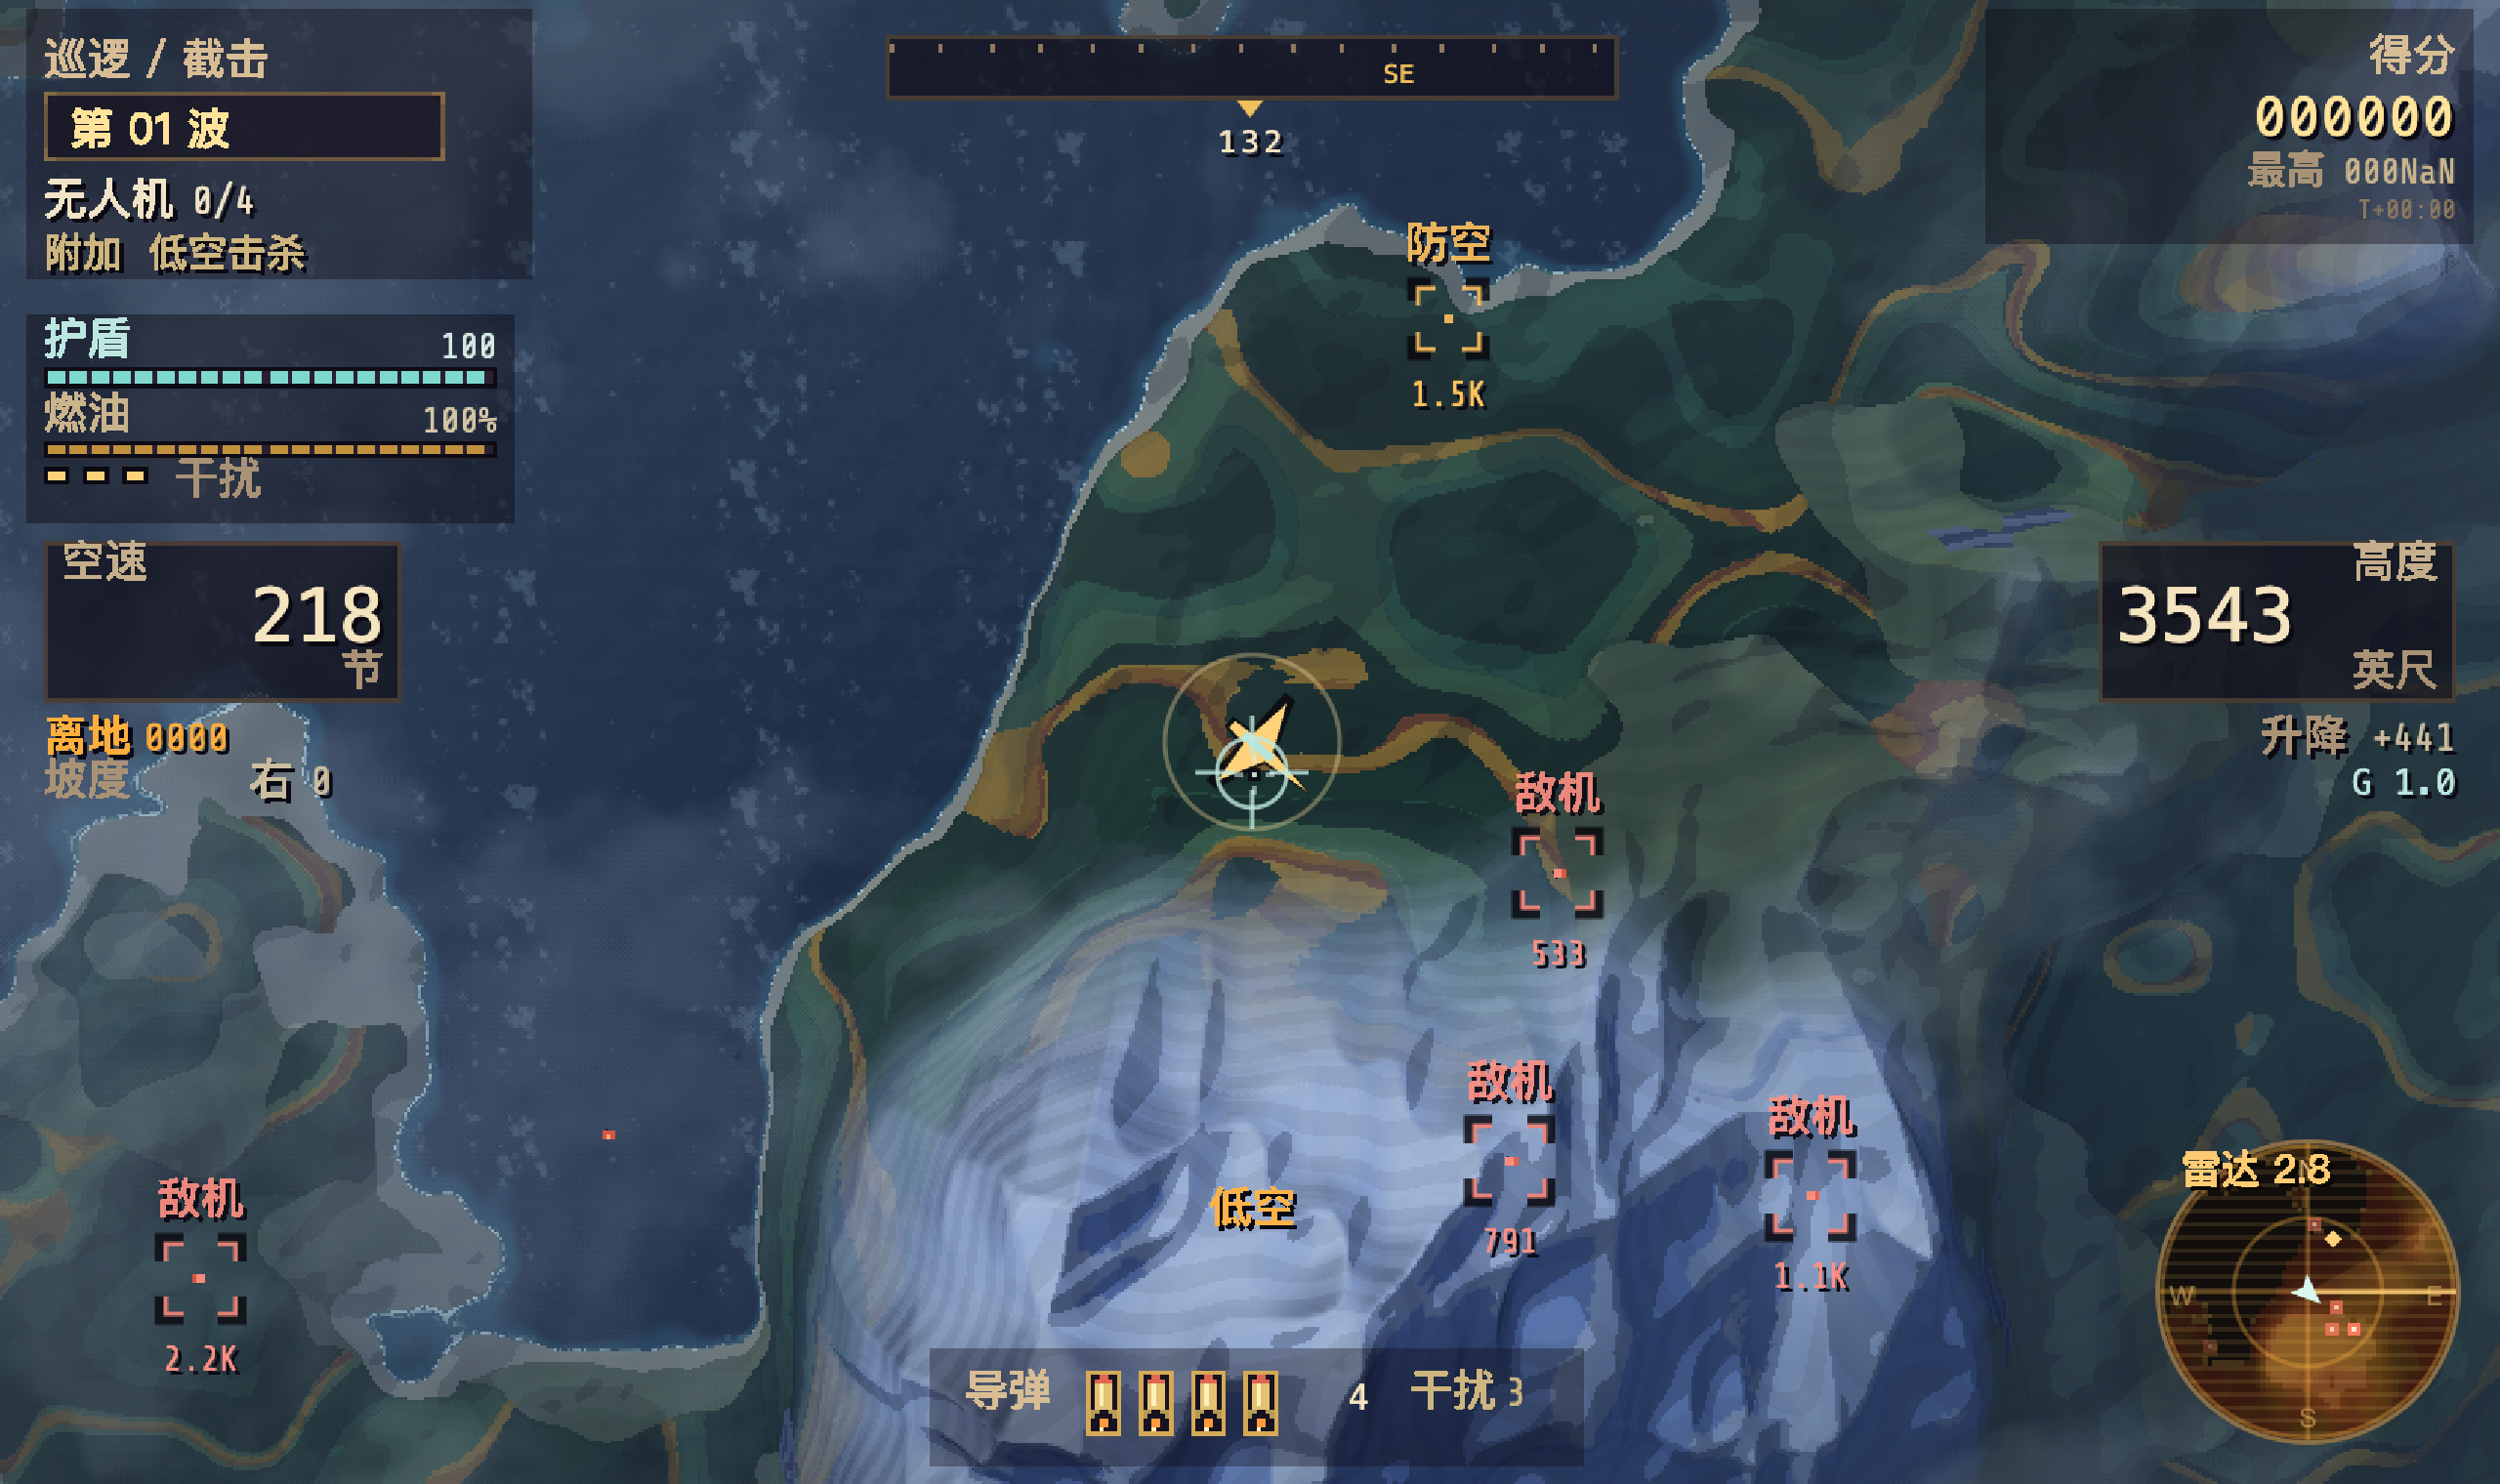 巡逻 / 截击
第 01 波
无人机 0/4
附加 低空击杀
护盾 100
燃油 100%
干扰
空速
218
节
离地 0000
坡度 右 0
SE
132
得分
000000
最高 000NaN
T+00:00
高度
3543
英尺
升降 +441
G 1.0
防空
1.5K
敌机
533
敌机
791
敌机
1.1K
敌机
2.2K
低空
导弹 4 干扰 3
雷达 2.8
N
W E
S